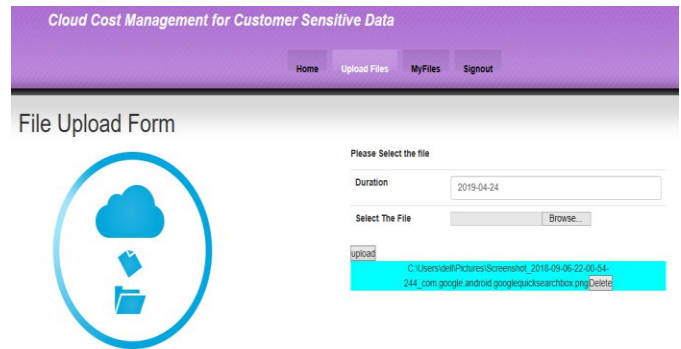 Cloud Cost Management for Customer Sensitive Data
Home Upload Files MyFiles Signout
File Upload Form
Please Select the file
Duration 2019-04-24
Select The File Browse...
upload
C:\Users\dell\Pictures\Screenshot_2018-09-06-22-00-54-
244_com.google.android.googlequicksearchbox.png Delete